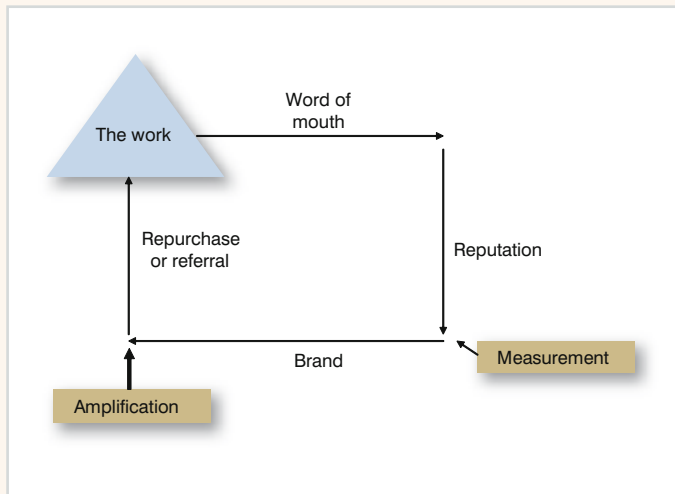 Word of
mouth
The work
Repurchase
or referral
Reputation
Brand
Measurement
Amplification